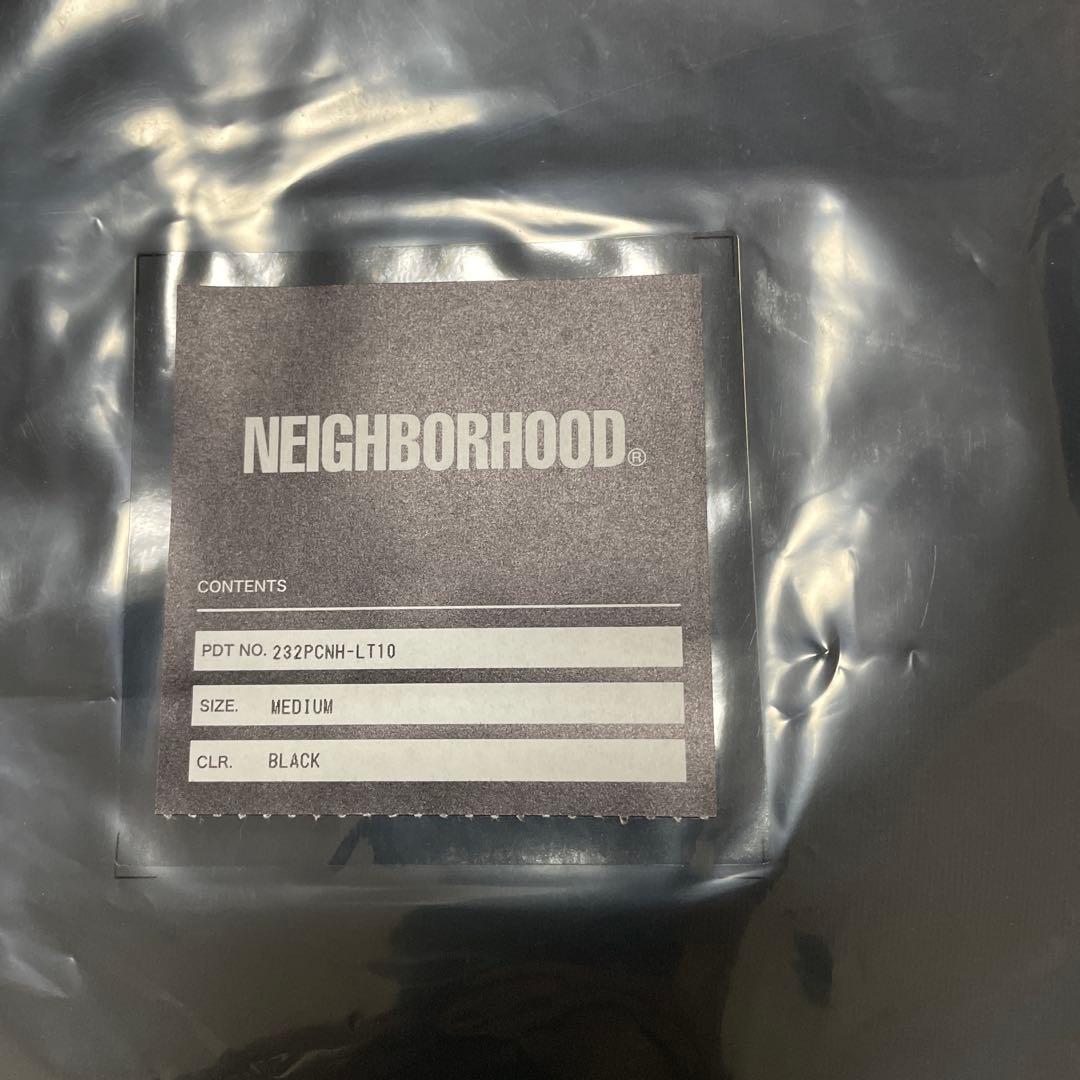 NEIGHBORHOOD®
CONTENTS
PDT NO. 232PCNH-LT10
SIZE. MEDIUM
CLR. BLACK